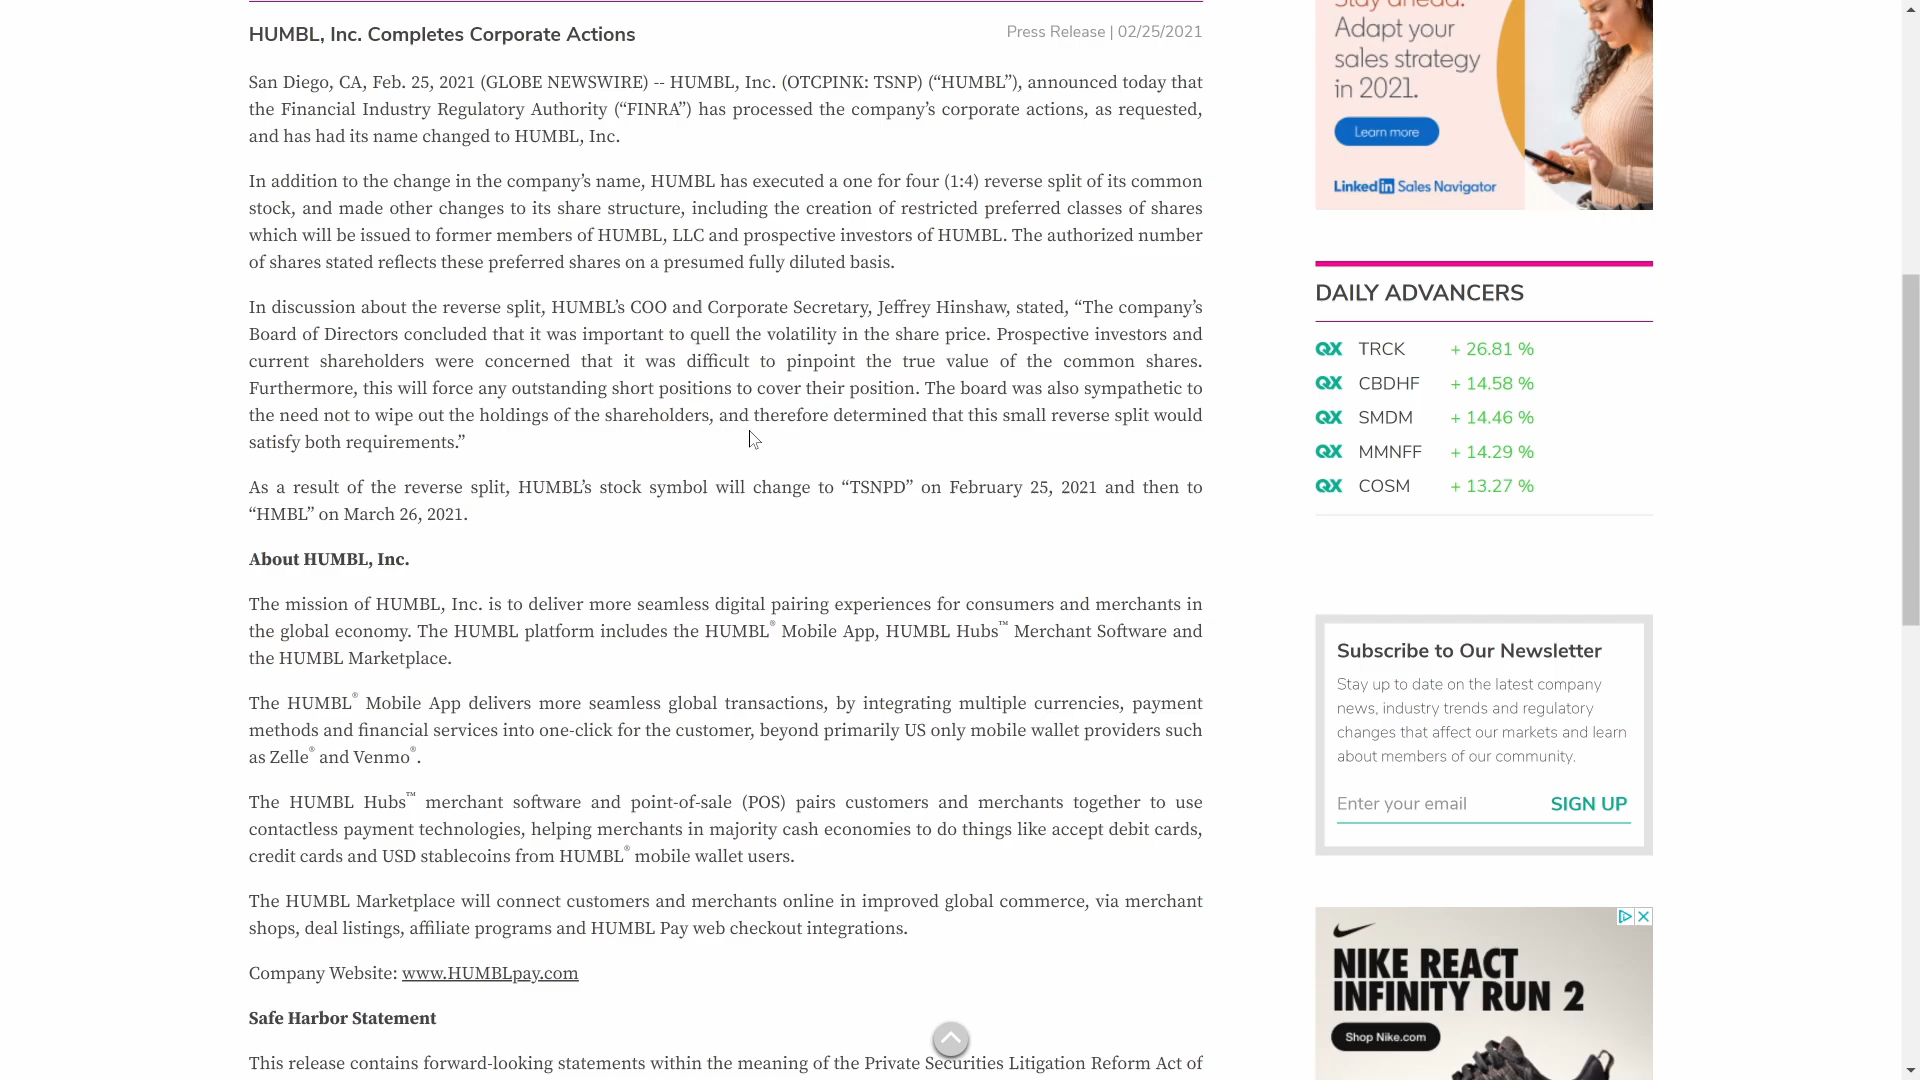 HUMBL, Inc. Completes Corporate Actions
Press Release | 02/25/2021
San Diego, CA, Feb. 25, 2021 (GLOBE NEWSWIRE) -- HUMBL, Inc. (OTCPINK: TSNP) (“HUMBL”), announced today that
the Financial Industry Regulatory Authority (“FINRA”) has processed the company’s corporate actions, as requested,
and has had its name changed to HUMBL, Inc.
In addition to the change in the company’s name, HUMBL has executed a one for four (1:4) reverse split of its common
stock, and made other changes to its share structure, including the creation of restricted preferred classes of shares
which will be issued to former members of HUMBL, LLC and prospective investors of HUMBL. The authorized number
of shares stated reflects these preferred shares on a presumed fully diluted basis.
In discussion about the reverse split, HUMBL’s COO and Corporate Secretary, Jeffrey Hinshaw, stated, “The company’s
Board of Directors concluded that it was important to quell the volatility in the share price. Prospective investors and
current shareholders were concerned that it was difficult to pinpoint the true value of the common shares.
Furthermore, this will force any outstanding short positions to cover their position. The board was also sympathetic to
the need not to wipe out the holdings of the shareholders, and therefore determined that this small reverse split would
satisfy both requirements.”
As a result of the reverse split, HUMBL’s stock symbol will change to “TSNPD” on February 25, 2021 and then to
“HMBL” on March 26, 2021.
About HUMBL, Inc.
The mission of HUMBL, Inc. is to deliver more seamless digital pairing experiences for consumers and merchants in
the global economy. The HUMBL platform includes the HUMBL® Mobile App, HUMBL Hubs™ Merchant Software and
the HUMBL Marketplace.
The HUMBL® Mobile App delivers more seamless global transactions, by integrating multiple currencies, payment
methods and financial services into one-click for the customer, beyond primarily US only mobile wallet providers such
as Zelle® and Venmo®.
The HUMBL Hubs™ merchant software and point-of-sale (POS) pairs customers and merchants together to use
contactless payment technologies, helping merchants in majority cash economies to do things like accept debit cards,
credit cards and USD stablecoins from HUMBL® mobile wallet users.
The HUMBL Marketplace will connect customers and merchants online in improved global commerce, via merchant
shops, deal listings, affiliate programs and HUMBL Pay web checkout integrations.
Company Website: www.HUMBLpay.com
Safe Harbor Statement
This release contains forward-looking statements within the meaning of the Private Securities Litigation Reform Act of
Stay ahead.
Adapt your
sales strategy
in 2021.
Learn more
Linked in Sales Navigator
DAILY ADVANCERS
QX TRCK + 26.81 %
QX CBDHF + 14.58 %
QX SMDM + 14.46 %
QX MMNFF + 14.29 %
QX COSM + 13.27 %
Subscribe to Our Newsletter
Stay up to date on the latest company
news, industry trends and regulatory
changes that affect our markets and learn
about members of our community.
Enter your email SIGN UP
NIKE REACT
INFINITY RUN 2
Shop Nike.com